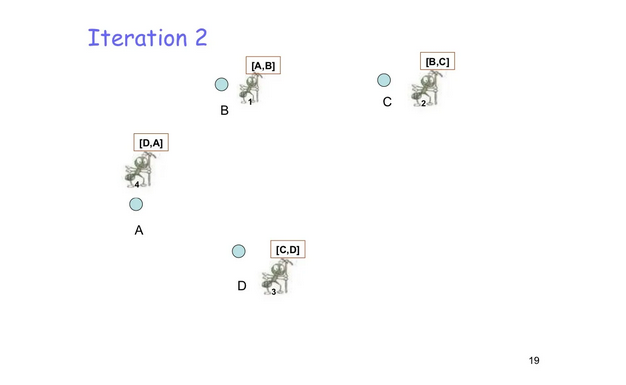 Iteration 2
[A,B]
1
B
[B,C]
2
C
[D,A]
4
A
[C,D]
3
D
19